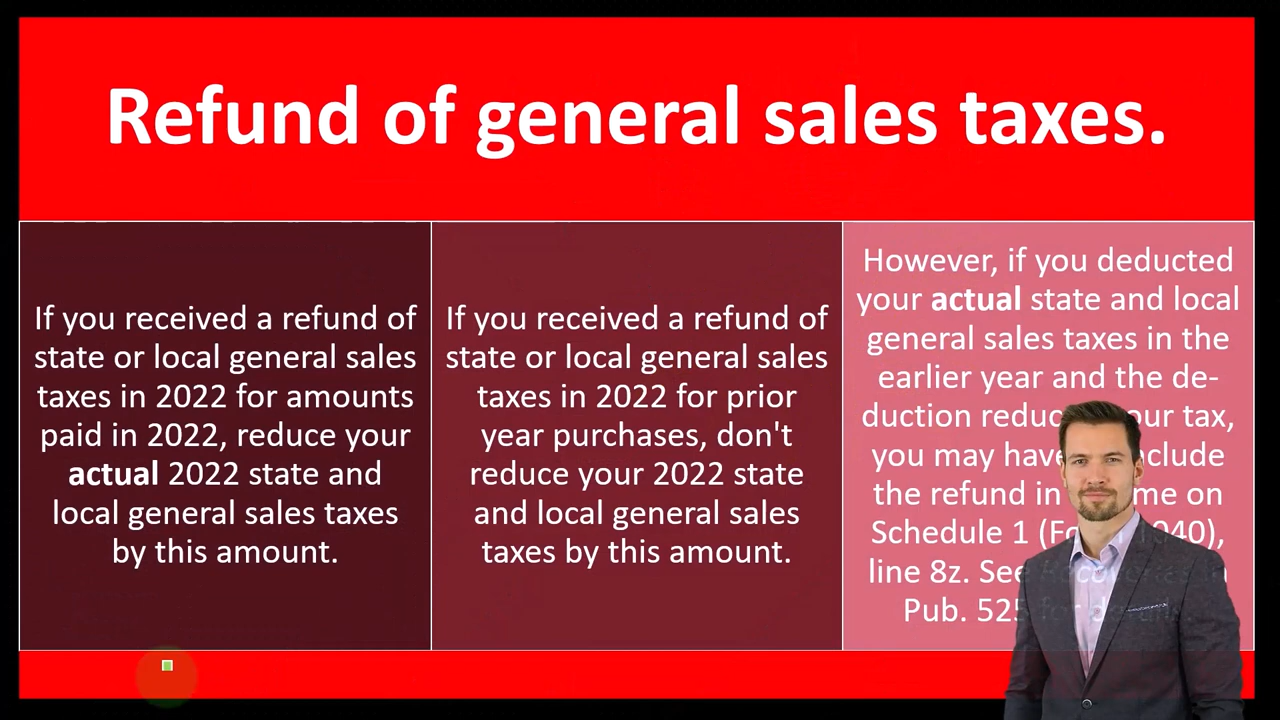 Refund of general sales taxes.
If you received a refund of
state or local general sales
taxes in 2022 for amounts
paid in 2022, reduce your
actual 2022 state and
local general sales taxes
by this amount.
If you received a refund of
state or local general sales
taxes in 2022 for prior
year purchases, don't
reduce your 2022 state
and local general sales
taxes by this amount.
However, if you deducted
your actual state and local
general sales taxes in the
earlier year and the de-
duction your tax,
you may have
the refund in on
Schedule 1
line 8z. See in
Pub. 525 for